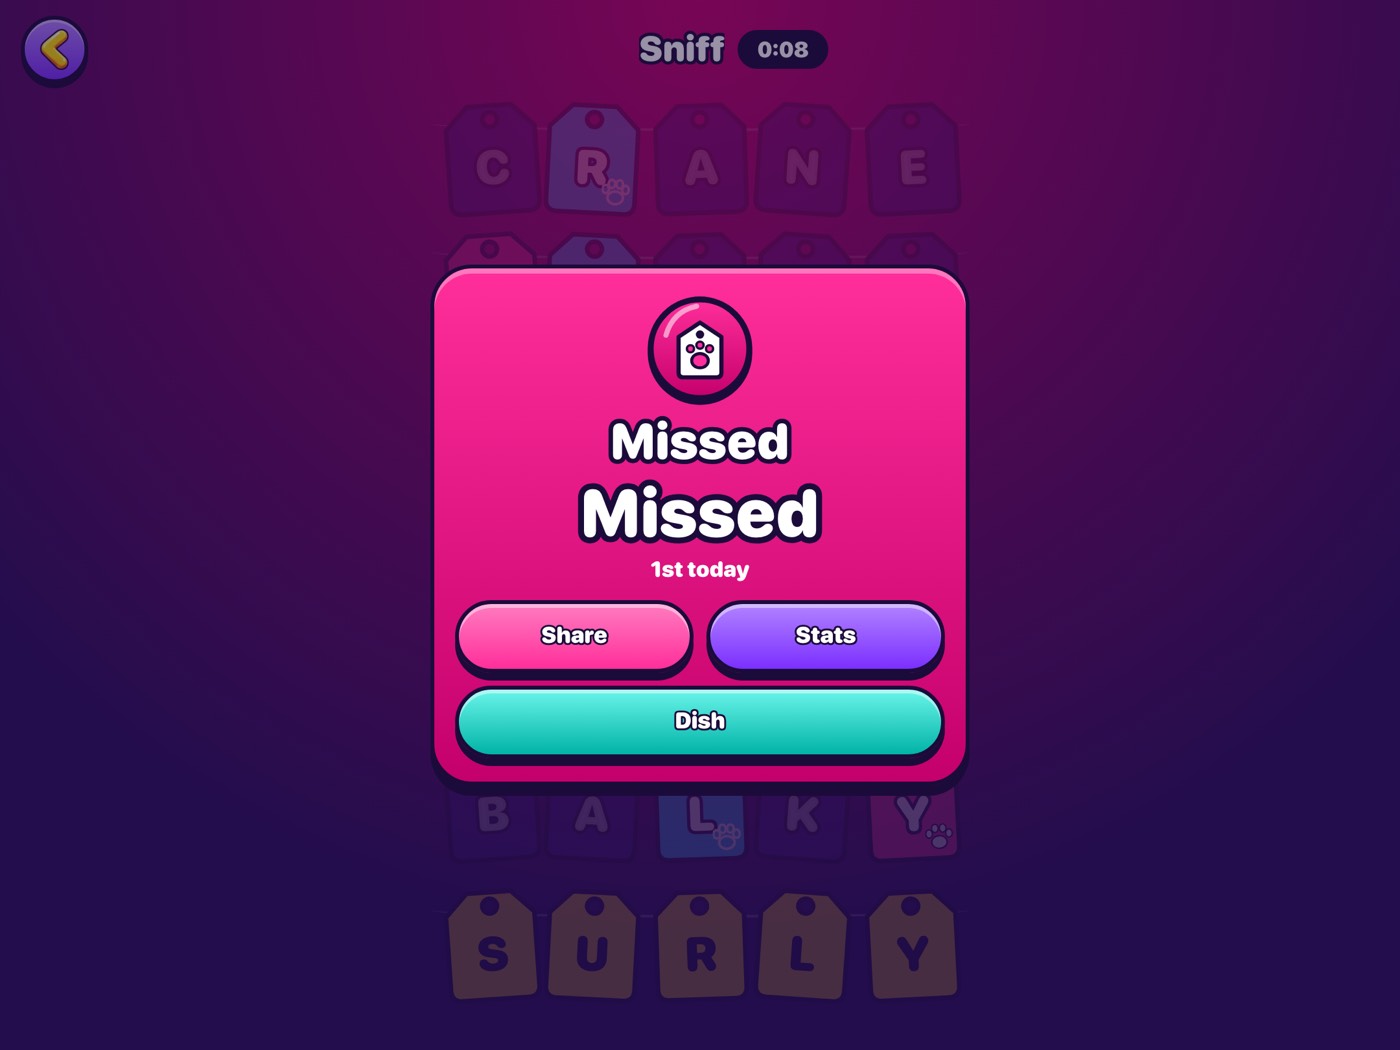 Sniff 0:08
C R A N E
Missed
Missed
1st today
Share Stats
Dish
B A L K Y
S U R L Y